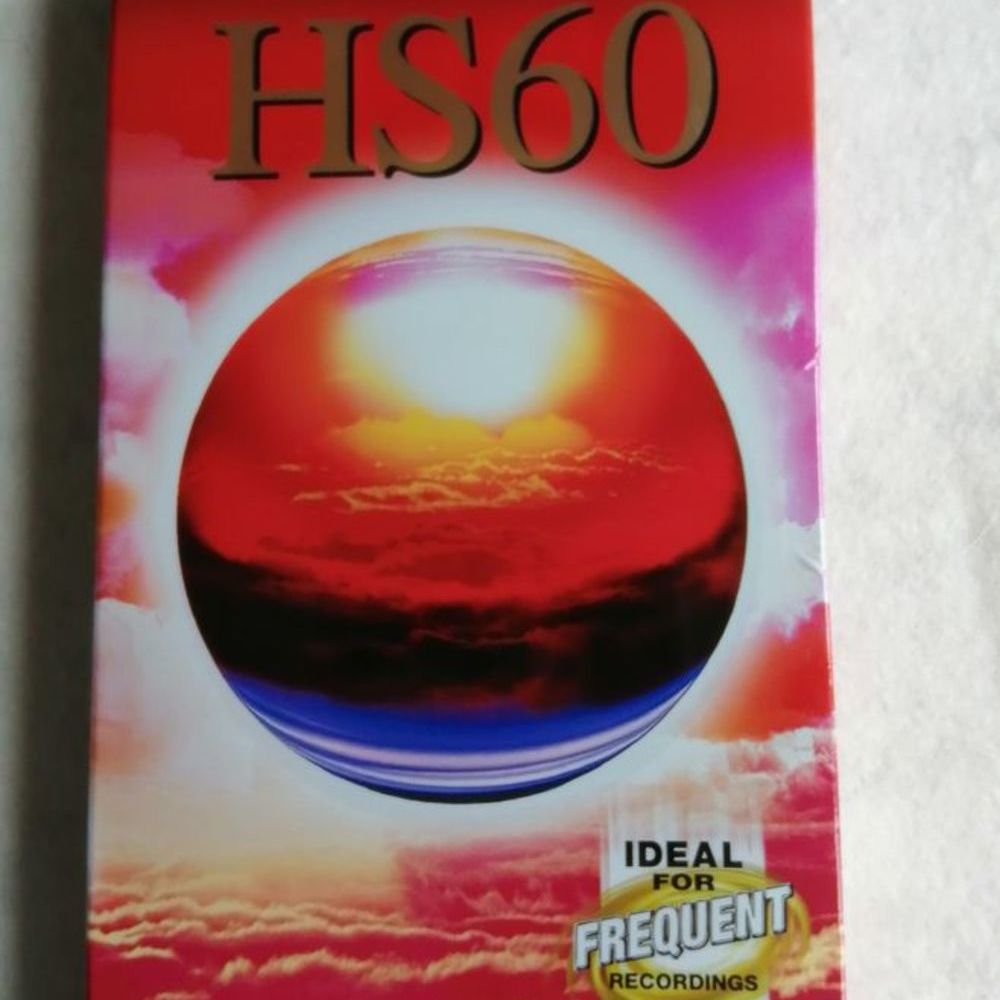 HS60
IDEAL
FOR
FREQUENT
RECORDINGS